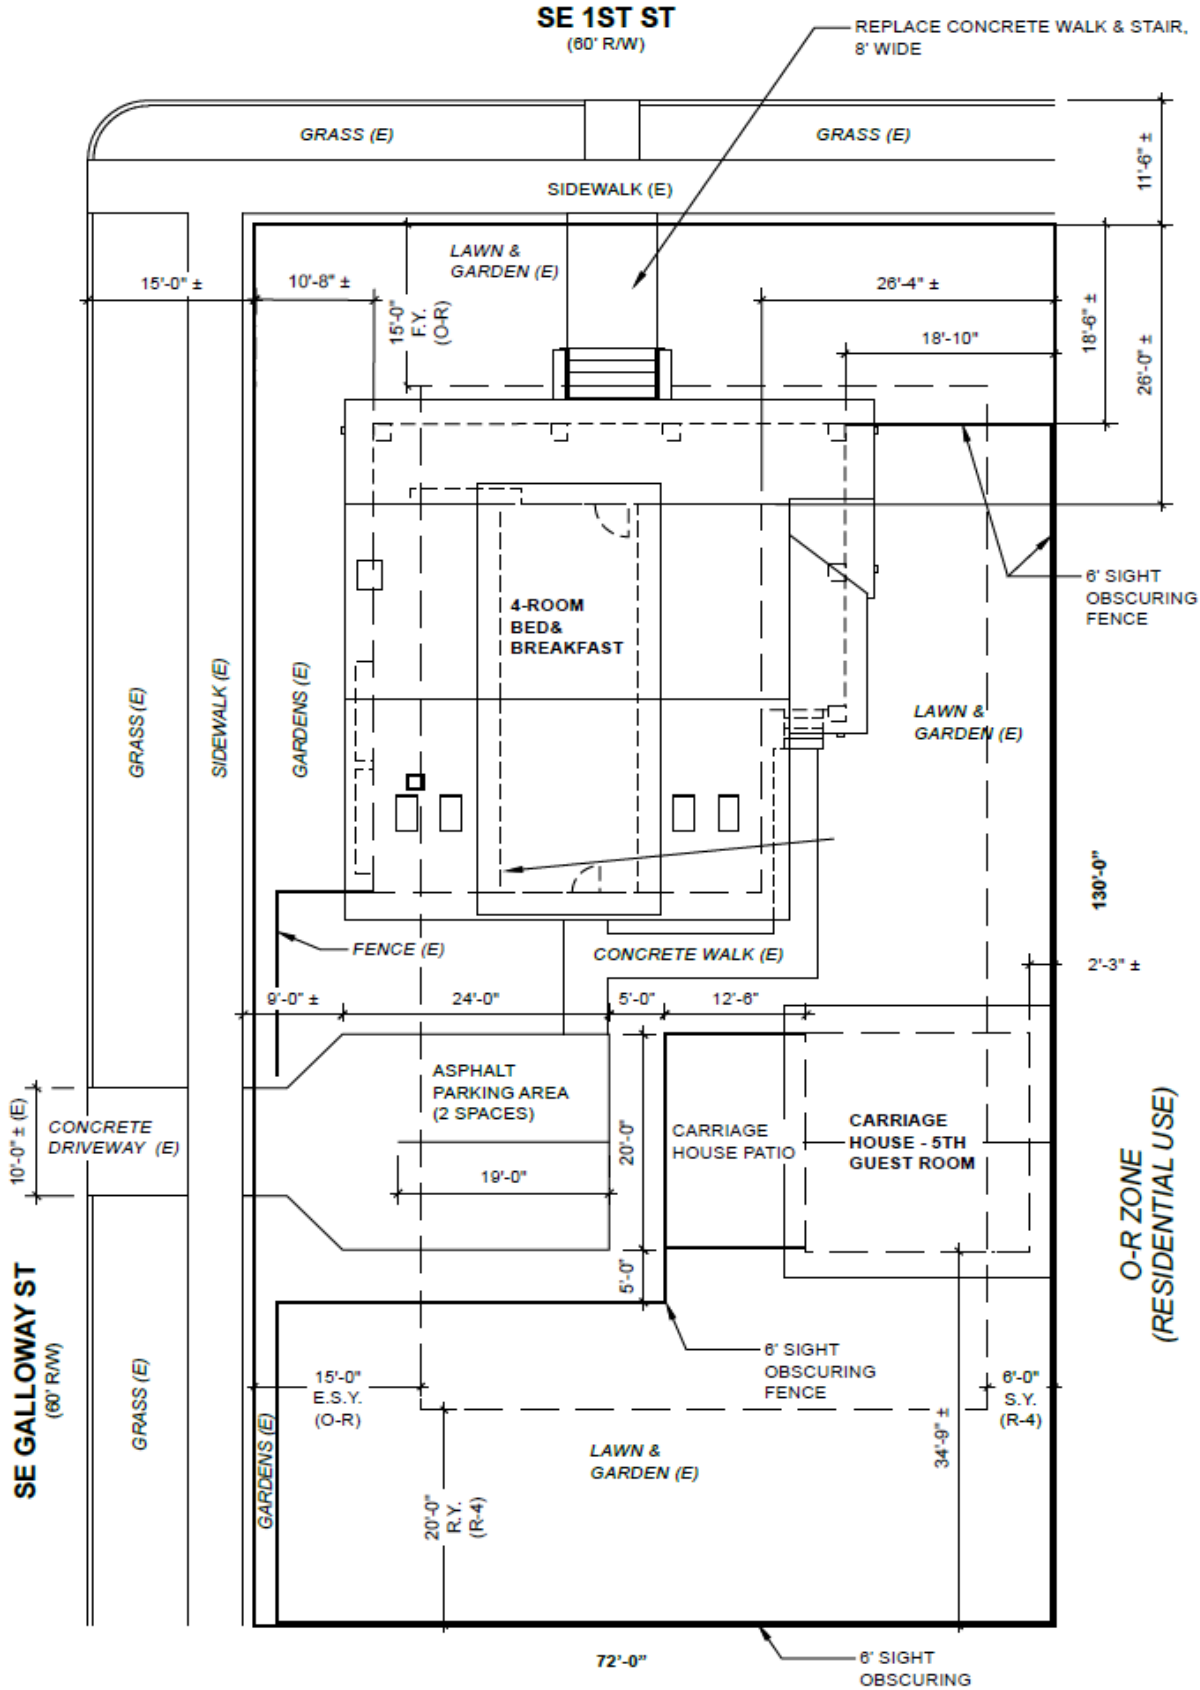 SE 1ST ST
(60' R/W)
REPLACE CONCRETE WALK & STAIR,
8' WIDE
GRASS (E)
GRASS (E)
11'-6" ±
SIDEWALK (E)
LAWN &
GARDEN (E)
15'-0" ±
10'-8" ±
15'-0"
F.Y.
(O-R)
26'-4" ±
18'-10"
18'-6" ±
26'-0" ±
6' SIGHT
OBSCURING
FENCE
4-ROOM
BED&
BREAKFAST
GRASS (E)
SIDEWALK (E)
GARDENS (E)
LAWN &
GARDEN (E)
130'-0"
FENCE (E)
CONCRETE WALK (E)
2'-3" ±
9'-0" ±
24'-0"
5'-0"
12'-6"
ASPHALT
PARKING AREA
(2 SPACES)
10'-0" ± (E)
CONCRETE
DRIVEWAY (E)
20'-0"
CARRIAGE
HOUSE PATIO
CARRIAGE
HOUSE - 5TH
GUEST ROOM
19'-0"
O-R ZONE
(RESIDENTIAL USE)
5'-0"
SE GALLOWAY ST
(60' R/W)
GRASS (E)
GARDENS (E)
15'-0"
E.S.Y.
(O-R)
6' SIGHT
OBSCURING
FENCE
6'-0"
S.Y.
(R-4)
34'-9" ±
LAWN &
GARDEN (E)
20'-0"
R.Y.
(R-4)
72'-0"
6' SIGHT
OBSCURING